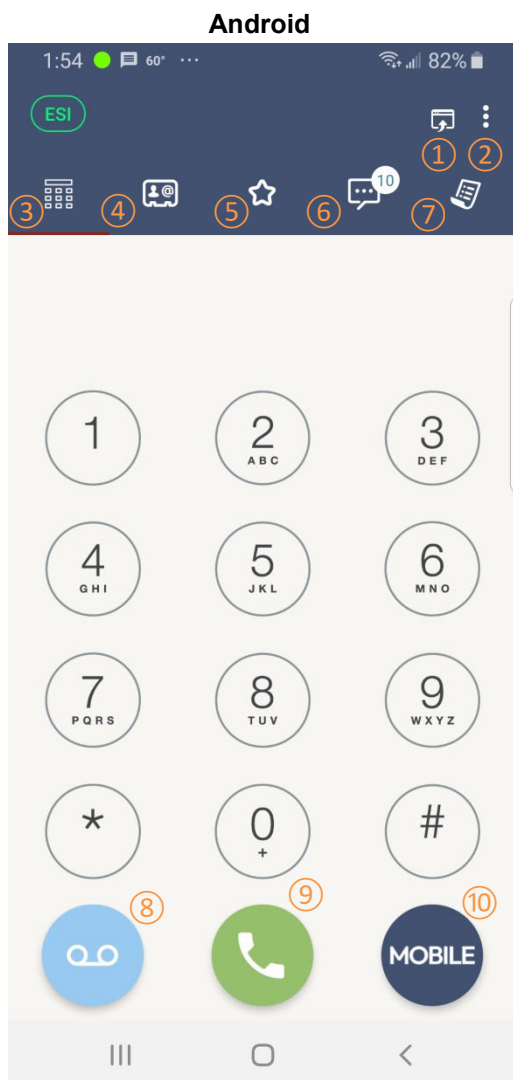 Android
1:54 60° ... 82%
ESI
① ②
10
③ ④ ⑤ ⑥ ⑦
1 2 3
ABC DEF
4 5 6
GHI JKL MNO
7 8 9
PQRS TUV WXYZ
* 0 #
+
⑧ ⑨ ⑩
MOBILE